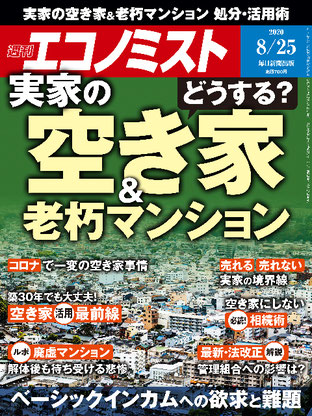 実家の空き家&老朽マンション 処分・活用術
週刊
エコノミスト
2020
8/25
毎日新聞出版
実家の
どうする?
空き家
&
老朽マンション
コロナで一変の空き家事情
築30年でも大丈夫!
空き家活用最前線
ルポ 廃虚マンション
解体後も待ち受ける悲惨
売れる、売れない
実家の境界線
空き家にしない
必読 相続術
最新・法改正 解説
管理組合への影響は?
ベーシックインカムへの欲求と難題